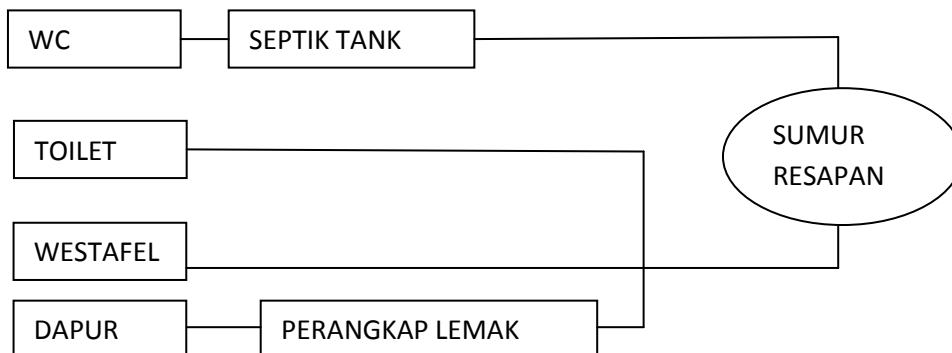 WC
SEPTIK TANK
TOILET
SUMUR
RESAPAN
WESTAFEL
DAPUR
PERANGKAP LEMAK